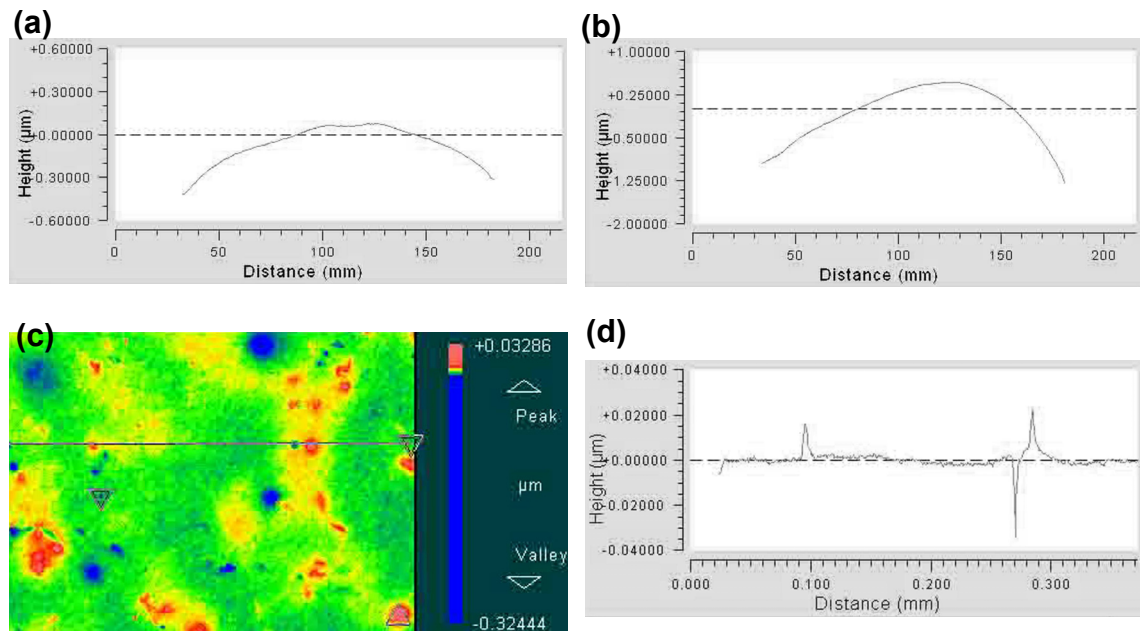 (a)
+0.60000
+0.30000
+0.00000
-0.30000
-0.60000
Height (µm)
0 50 100 150 200
Distance (mm)
(b)
+1.00000
+0.25000
-0.50000
-1.25000
-2.00000
Height (µm)
0 50 100 150 200
Distance (mm)
(c)
+0.03286
Peak
µm
Valley
-0.32444
(d)
+0.04000
+0.02000
+0.00000
-0.02000
-0.04000
Height (µm)
0.000 0.100 0.200 0.300
Distance (mm)